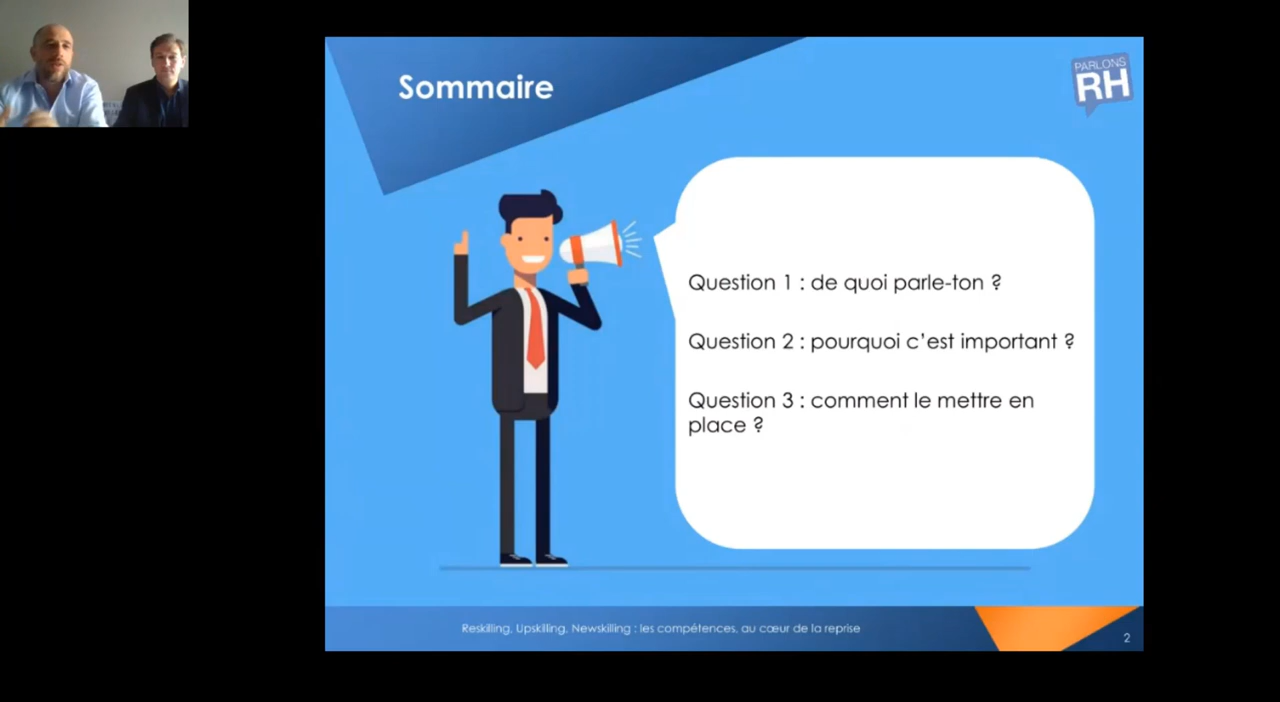 Sommaire
PARLONS
RH
Question 1 : de quoi parle-ton ?
Question 2 : pourquoi c’est important ?
Question 3 : comment le mettre en
place ?
Reskilling, Upskilling, Newskilling : les compétences, au cœur de la reprise
2